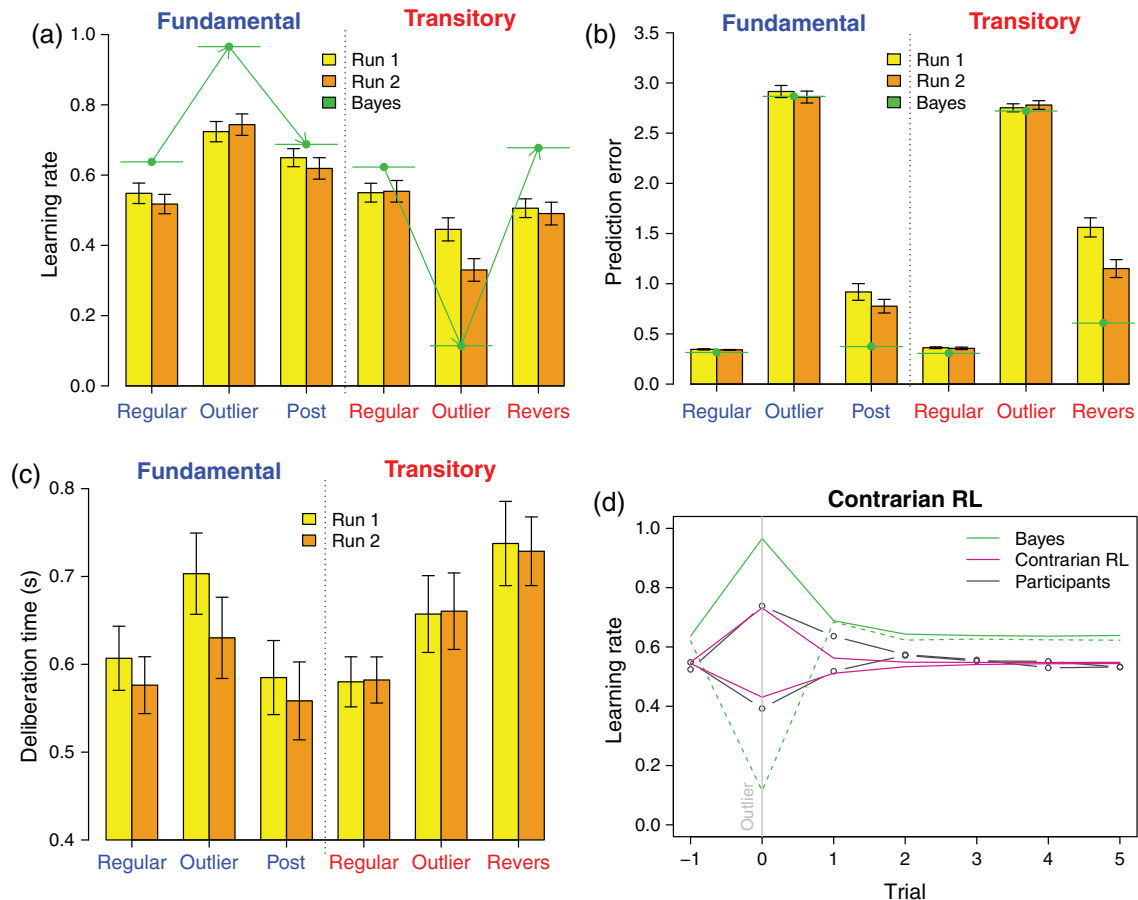 (a)
Fundamental
Transitory
Learning rate
1.0
0.8
0.6
0.4
0.2
0.0
Run 1
Run 2
Bayes
Regular Outlier Post Regular Outlier Revers
(b)
Fundamental
Transitory
Prediction error
3.5
3.0
2.5
2.0
1.5
1.0
0.5
0.0
Run 1
Run 2
Bayes
Regular Outlier Post Regular Outlier Revers
(c)
Fundamental
Transitory
Deliberation time (s)
0.8
0.7
0.6
0.5
0.4
Run 1
Run 2
Regular Outlier Post Regular Outlier Revers
(d)
Contrarian RL
Learning rate
1.0
0.8
0.6
0.4
0.2
0.0
Bayes
Contrarian RL
Participants
Outlier
−1 0 1 2 3 4 5
Trial